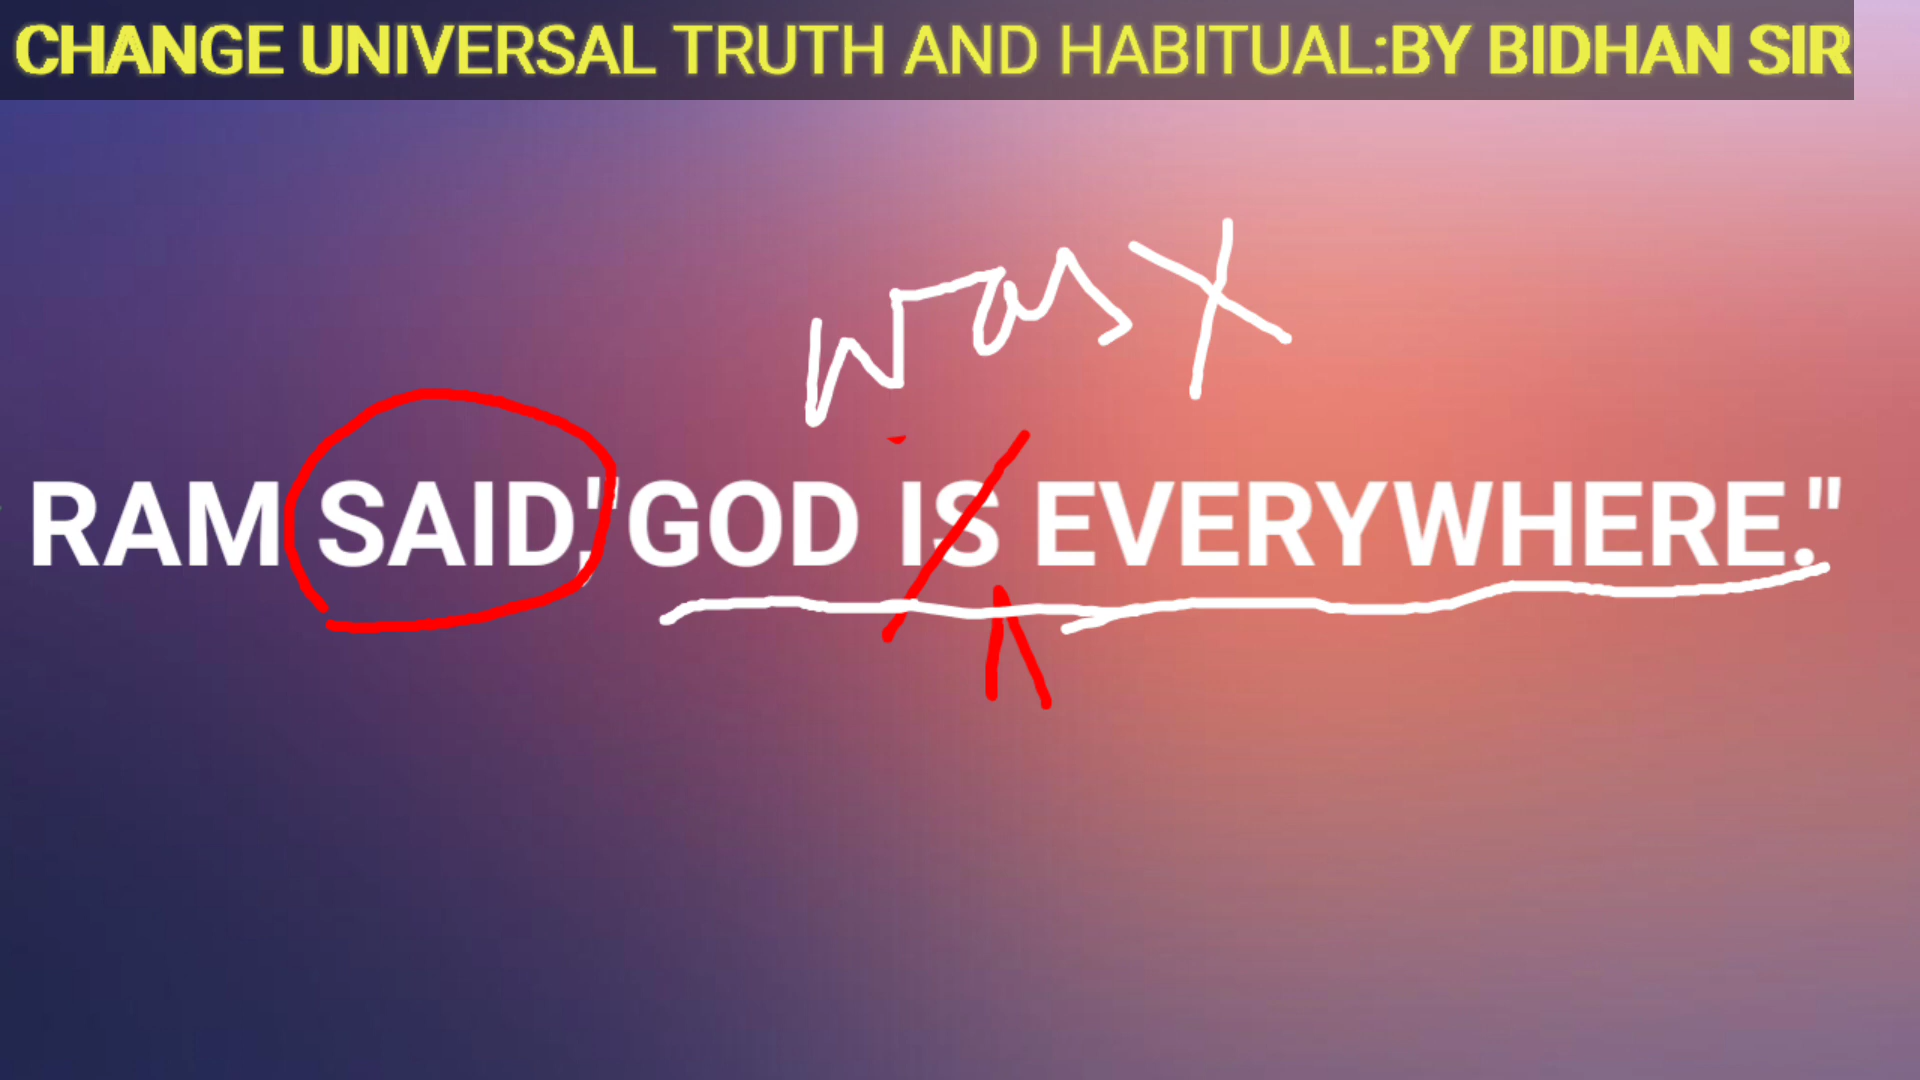 CHANGE UNIVERSAL TRUTH AND HABITUAL:BY BIDHAN SIR
was X
RAM SAID,"GOD IS EVERYWHERE."